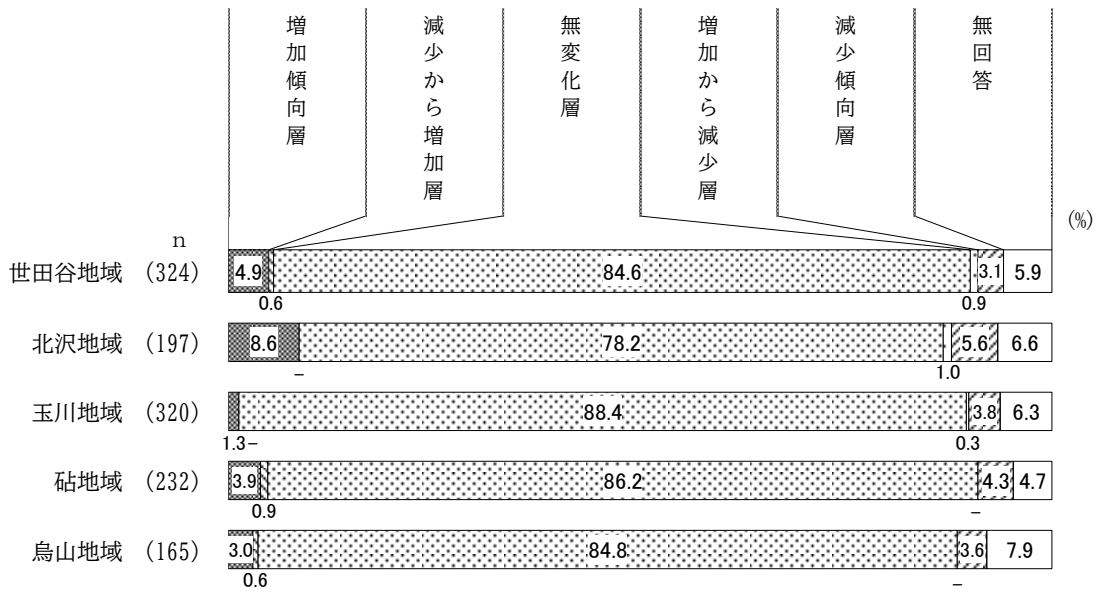 増加傾向層
減少から増加層
無変化層
増加から減少層
減少傾向層
無回答
(%)
n
世田谷地域 (324) 4.9 84.6 3.1 5.9
0.6 0.9
北沢地域 (197) 8.6 78.2 5.6 6.6
– 1.0
玉川地域 (320) 88.4 3.8 6.3
1.3 – 0.3
砧地域 (232) 3.9 86.2 4.3 4.7
0.9 –
烏山地域 (165) 3.0 84.8 3.6 7.9
0.6 –